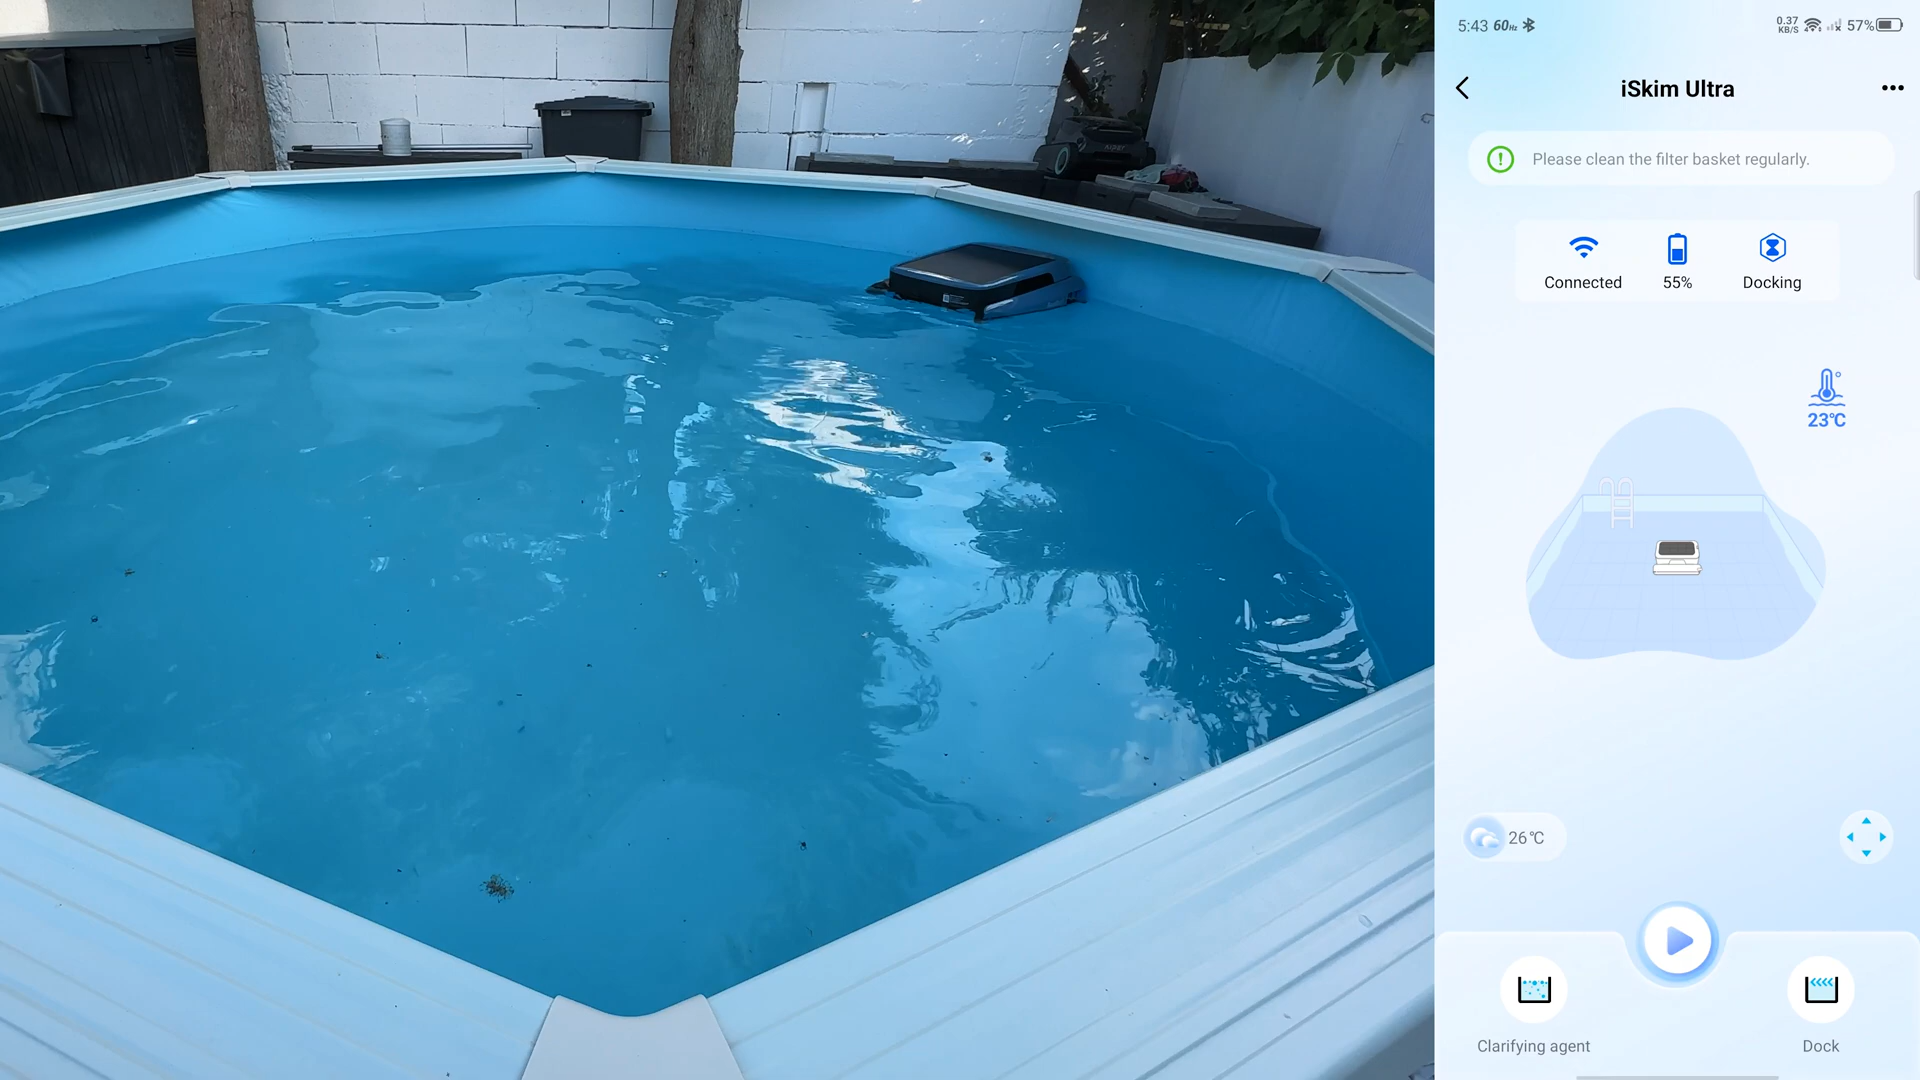 5:43 60Hz
0.37 KB/S
57%
iSkim Ultra
Please clean the filter basket regularly.
Connected
55%
Docking
23℃
26℃
Clarifying agent
Dock